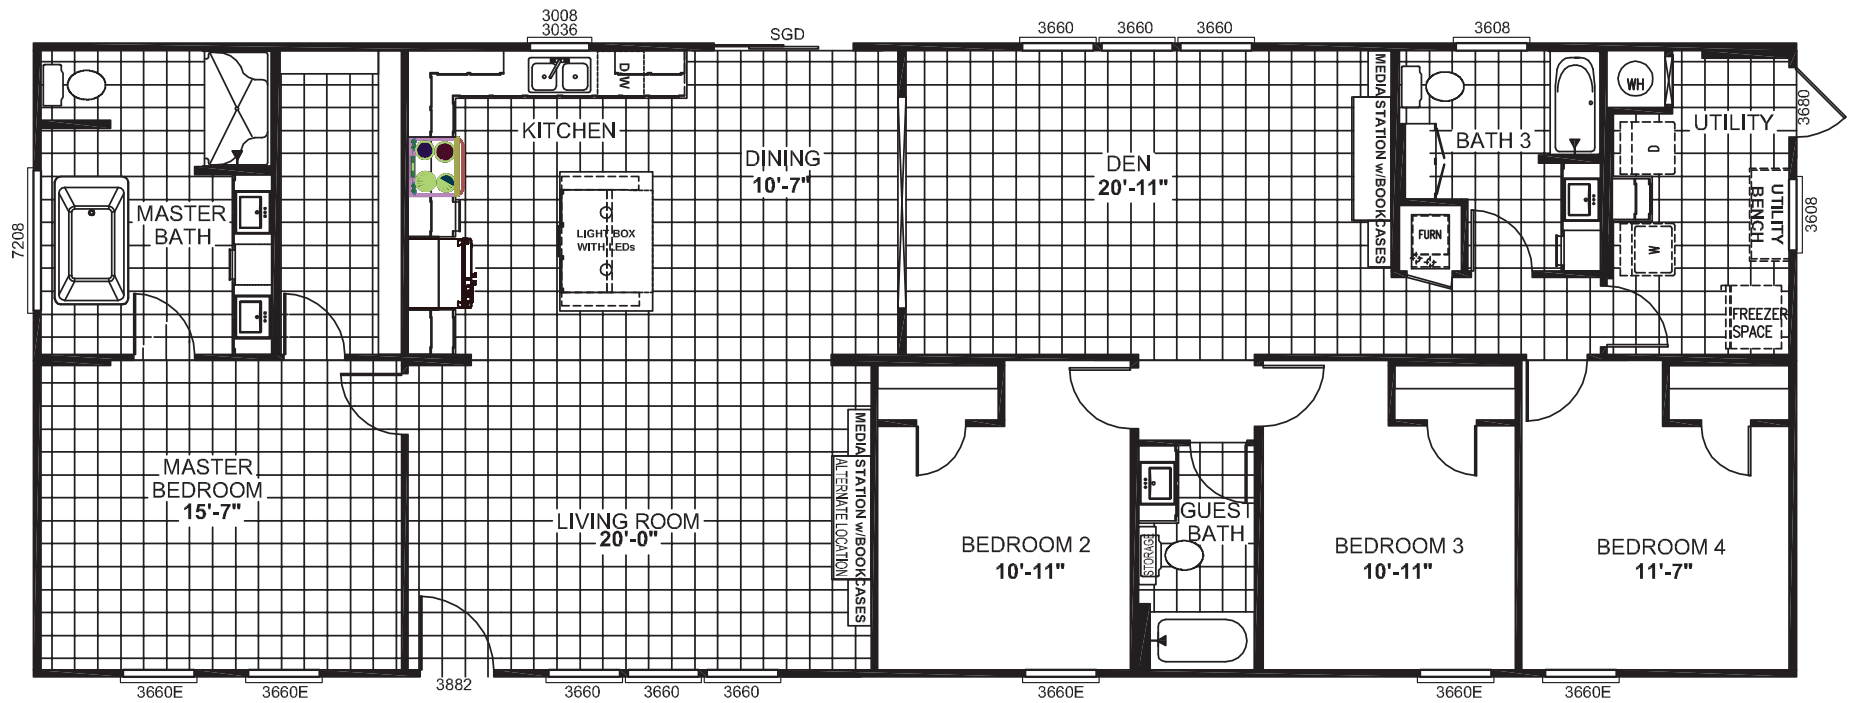 3008
3036
SGD
3660
3660
3660
3608
DW
WH
KITCHEN
DINING
10'-7"
DEN
20'-11"
MEDIA STATION w/BOOKCASES
BATH 3
UTILITY
3680
D
MASTER
BATH
7208
LIGHT BOX
WITH LEDs
FURN
W
UTILITY
BENCH
3608
FREEZER
SPACE
MASTER
BEDROOM
15'-7"
LIVING ROOM
20'-0"
MEDIA STATION w/BOOKCASES
ALTERNATE LOCATION
BEDROOM 2
10'-11"
GUEST
BATH
STORAGE
BEDROOM 3
10'-11"
BEDROOM 4
11'-7"
3660E
3660E
3882
3660
3660
3660
3660E
3660E
3660E